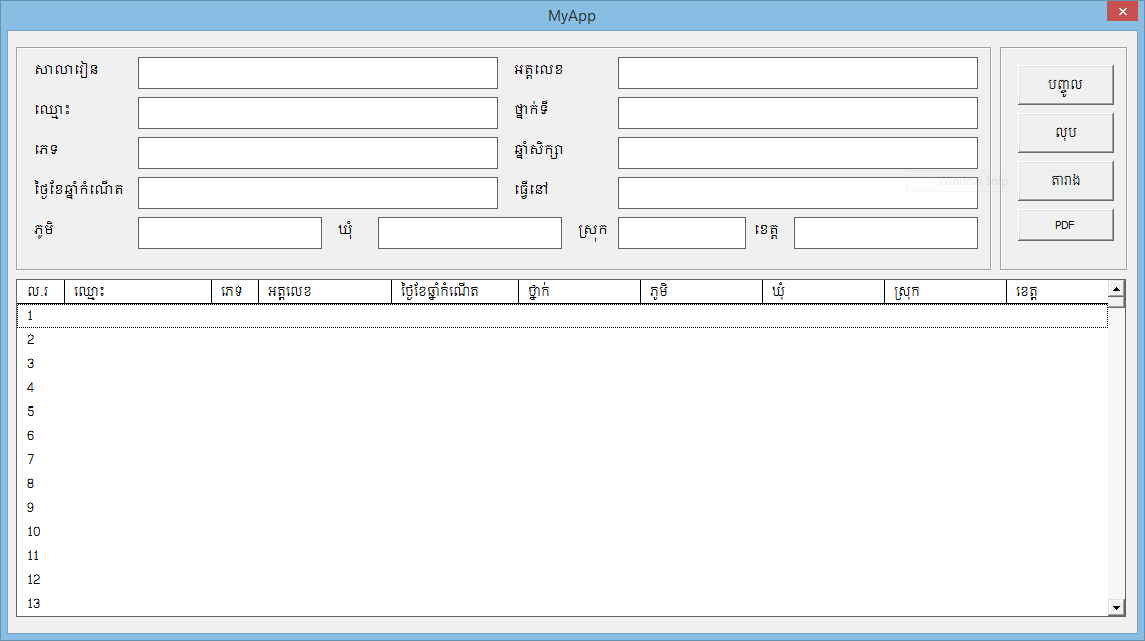 MyApp
សាលារៀន អត្តលេខ
ឈ្មោះ ថ្នាក់ទី
ភេទ ឆ្នាំសិក្សា
ថ្ងៃខែឆ្នាំកំណើត ធ្វើនៅ
ភូមិ ឃុំ ស្រុក ខេត្ត
បញ្ចូល
លុប
Window Snip
តារាង
PDF
ល.រ ឈ្មោះ ភេទ អត្តលេខ ថ្ងៃខែឆ្នាំកំណើត ថ្នាក់ ភូមិ ឃុំ ស្រុក ខេត្ត
1
2
3
4
5
6
7
8
9
10
11
12
13